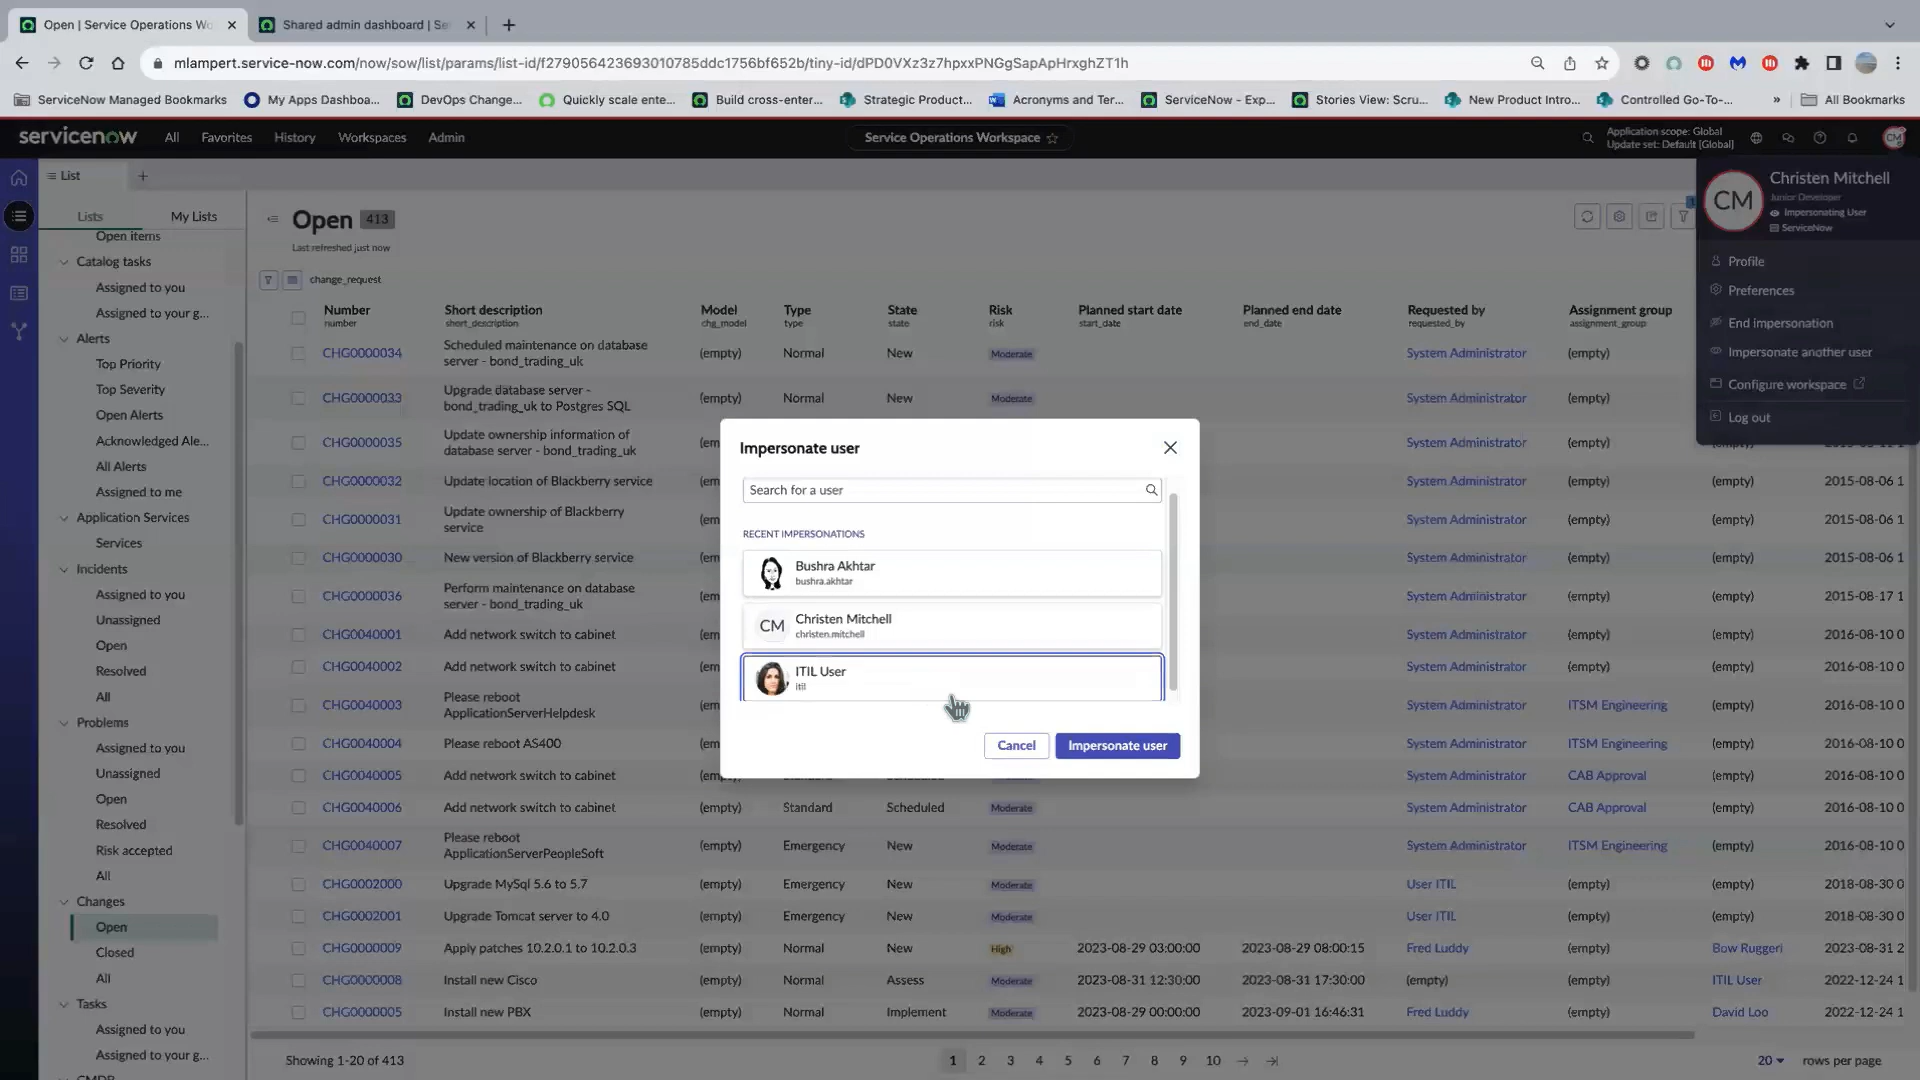 Open | Service Operations Wo
Shared admin dashboard | Se
mlampert.service-now.com/now/sow/list/params/list-id/f279056423693010785ddc1756bf652b/tiny-id/dPD0VXz3z7hpxxPNGgSapApHrxghZT1h
ServiceNow Managed Bookmarks
My Apps Dashboa...
DevOps Change...
Quickly scale ente...
Build cross-enter...
Strategic Product...
Acronyms and Ter...
ServiceNow - Exp...
Stories View: Scru...
New Product Intro...
Controlled Go-To-...
»
All Bookmarks
servicenow
All
Favorites
History
Workspaces
Admin
Service Operations Workspace
Application scope: Global
Update set: Default [Global]
CM
List
Lists
My Lists
Open items
Catalog tasks
Assigned to you
Assigned to your g...
Alerts
Top Priority
Top Severity
Open Alerts
Acknowledged Ale...
All Alerts
Assigned to me
Application Services
Services
Incidents
Assigned to you
Unassigned
Open
Resolved
All
Problems
Assigned to you
Unassigned
Open
Resolved
Risk accepted
All
Changes
Open
Closed
All
Tasks
Assigned to you
Assigned to your g...
CMDB
Open 413
Last refreshed just now
change_request
1
Number Short description Model Type State Risk Planned start date Planned end date Requested by Assignment group
number short_description chg_model type state risk start_date end_date requested_by assignment_group
CHG0000034 Scheduled maintenance on database (empty) Normal New Moderate System Administrator (empty)
server - bond_trading_uk
CHG0000033 Upgrade database server - (empty) Normal New Moderate System Administrator (empty)
bond_trading_uk to Postgres SQL
CHG0000035 Update ownership information of (em System Administrator (empty)
database server - bond_trading_uk
CHG0000032 Update location of Blackberry service (em System Administrator (empty) (empty) 2015-08-06 1
CHG0000031 Update ownership of Blackberry (em System Administrator (empty) (empty) 2015-08-06 1
service
CHG0000030 New version of Blackberry service (em System Administrator (empty) (empty) 2015-08-06 1
CHG0000036 Perform maintenance on database (em System Administrator (empty) (empty) 2015-08-17 1
server - bond_trading_uk
CHG0040001 Add network switch to cabinet (em System Administrator (empty) (empty) 2016-08-10 0
CHG0040002 Add network switch to cabinet (em System Administrator (empty) (empty) 2016-08-10 0
CHG0040003 Please reboot (em System Administrator ITSM Engineering (empty) 2016-08-10 0
ApplicationServerHelpdesk
CHG0040004 Please reboot AS400 (em System Administrator ITSM Engineering (empty) 2016-08-10 0
CHG0040005 Add network switch to cabinet System Administrator CAB Approval (empty) 2016-08-10 0
CHG0040006 Add network switch to cabinet (empty) Standard Scheduled Moderate System Administrator CAB Approval (empty) 2016-08-10 0
CHG0040007 Please reboot (empty) Emergency New Moderate System Administrator ITSM Engineering (empty) 2016-08-10 0
ApplicationServerPeopleSoft
CHG0002000 Upgrade MySql 5.6 to 5.7 (empty) Emergency New Moderate User ITIL (empty) (empty) 2018-08-30 0
CHG0002001 Upgrade Tomcat server to 4.0 (empty) Emergency New Moderate User ITIL (empty) (empty) 2018-08-30 0
CHG0000009 Apply patches 10.2.0.1 to 10.2.0.3 (empty) Normal New High 2023-08-29 03:00:00 2023-08-29 08:00:15 Fred Luddy (empty) Bow Ruggeri 2023-08-31 2
CHG0000008 Install new Cisco (empty) Normal Assess Moderate 2023-08-31 12:30:00 2023-08-31 17:30:00 (empty) (empty) ITIL User 2022-12-24 1
CHG0000005 Install new PBX (empty) Normal Implement Moderate 2023-08-29 00:00:00 2023-09-01 16:46:31 Fred Luddy (empty) David Loo 2022-12-24 1
Showing 1-20 of 413
1 2 3 4 5 6 7 8 9 10
20 rows per page
Impersonate user
Search for a user
RECENT IMPERSONATIONS
Bushra Akhtar
bushra.akhtar
CM
Christen Mitchell
christen.mitchell
ITIL User
itil
Cancel
Impersonate user
CM
Christen Mitchell
Junior Developer
Impersonating User
ServiceNow
Profile
Preferences
End impersonation
Impersonate another user
Configure workspace
Log out